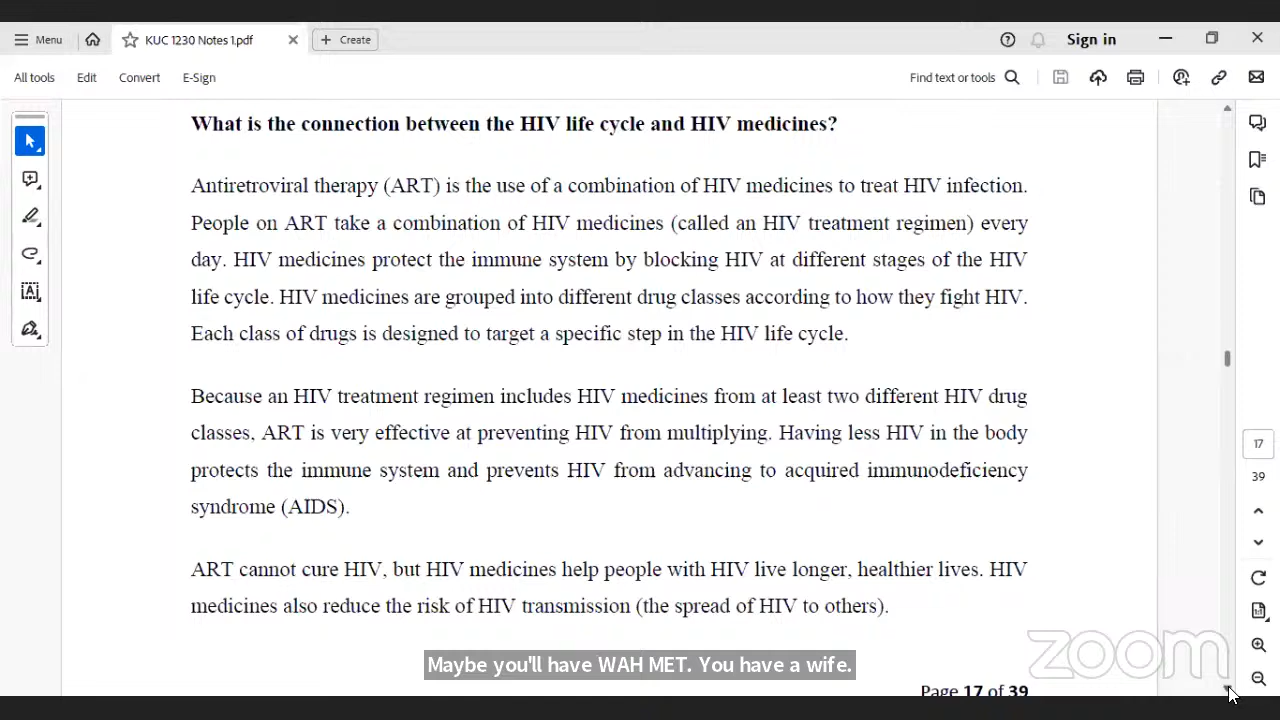 Menu
KUC 1230 Notes 1.pdf
Create
Sign in
All tools
Edit
Convert
E-Sign
Find text or tools
What is the connection between the HIV life cycle and HIV medicines?
Antiretroviral therapy (ART) is the use of a combination of HIV medicines to treat HIV infection.
People on ART take a combination of HIV medicines (called an HIV treatment regimen) every
day. HIV medicines protect the immune system by blocking HIV at different stages of the HIV
life cycle. HIV medicines are grouped into different drug classes according to how they fight HIV.
Each class of drugs is designed to target a specific step in the HIV life cycle.
Because an HIV treatment regimen includes HIV medicines from at least two different HIV drug
classes, ART is very effective at preventing HIV from multiplying. Having less HIV in the body
protects the immune system and prevents HIV from advancing to acquired immunodeficiency
syndrome (AIDS).
ART cannot cure HIV, but HIV medicines help people with HIV live longer, healthier lives. HIV
medicines also reduce the risk of HIV transmission (the spread of HIV to others).
17
39
zoom
Maybe you'll have WAH MET. You have a wife.
Page 17 of 39